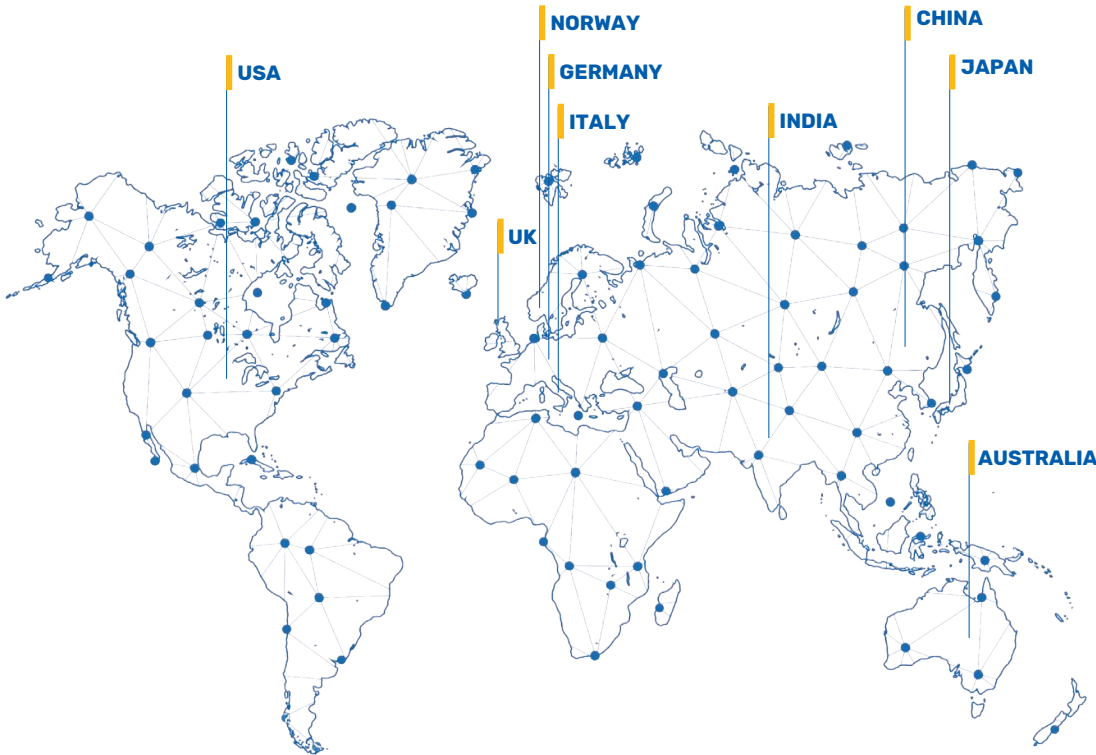 NORWAY
CHINA
USA
GERMANY
JAPAN
ITALY
INDIA
UK
AUSTRALIA